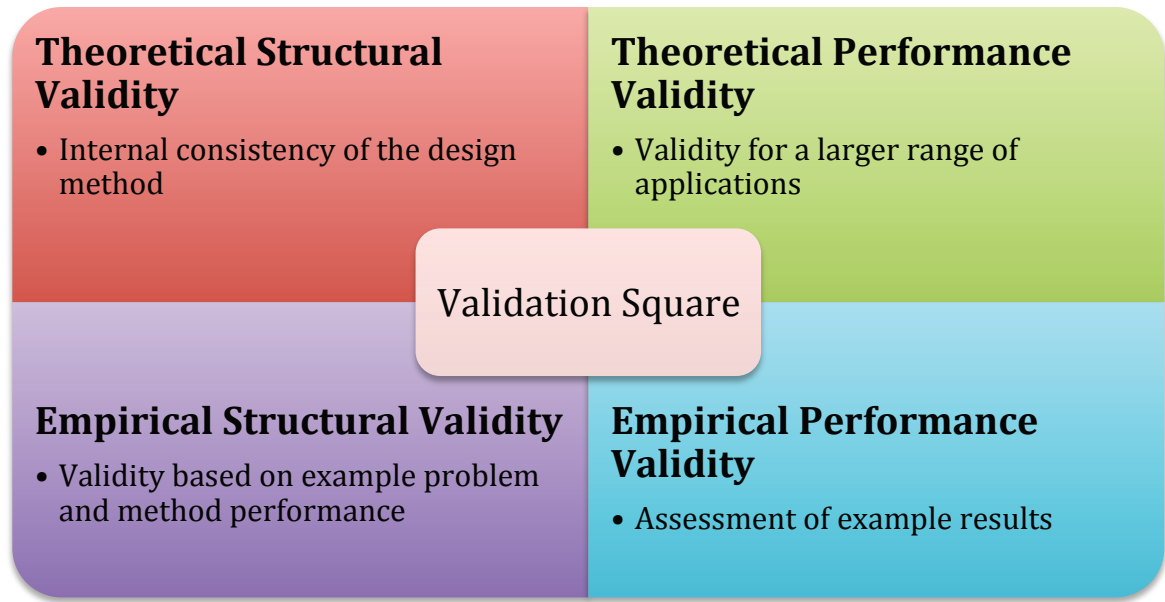 Theoretical Structural
Validity
• Internal consistency of the design
method
Theoretical Performance
Validity
• Validity for a larger range of
applications
Validation Square
Empirical Structural Validity
• Validity based on example problem
and method performance
Empirical Performance
Validity
• Assessment of example results